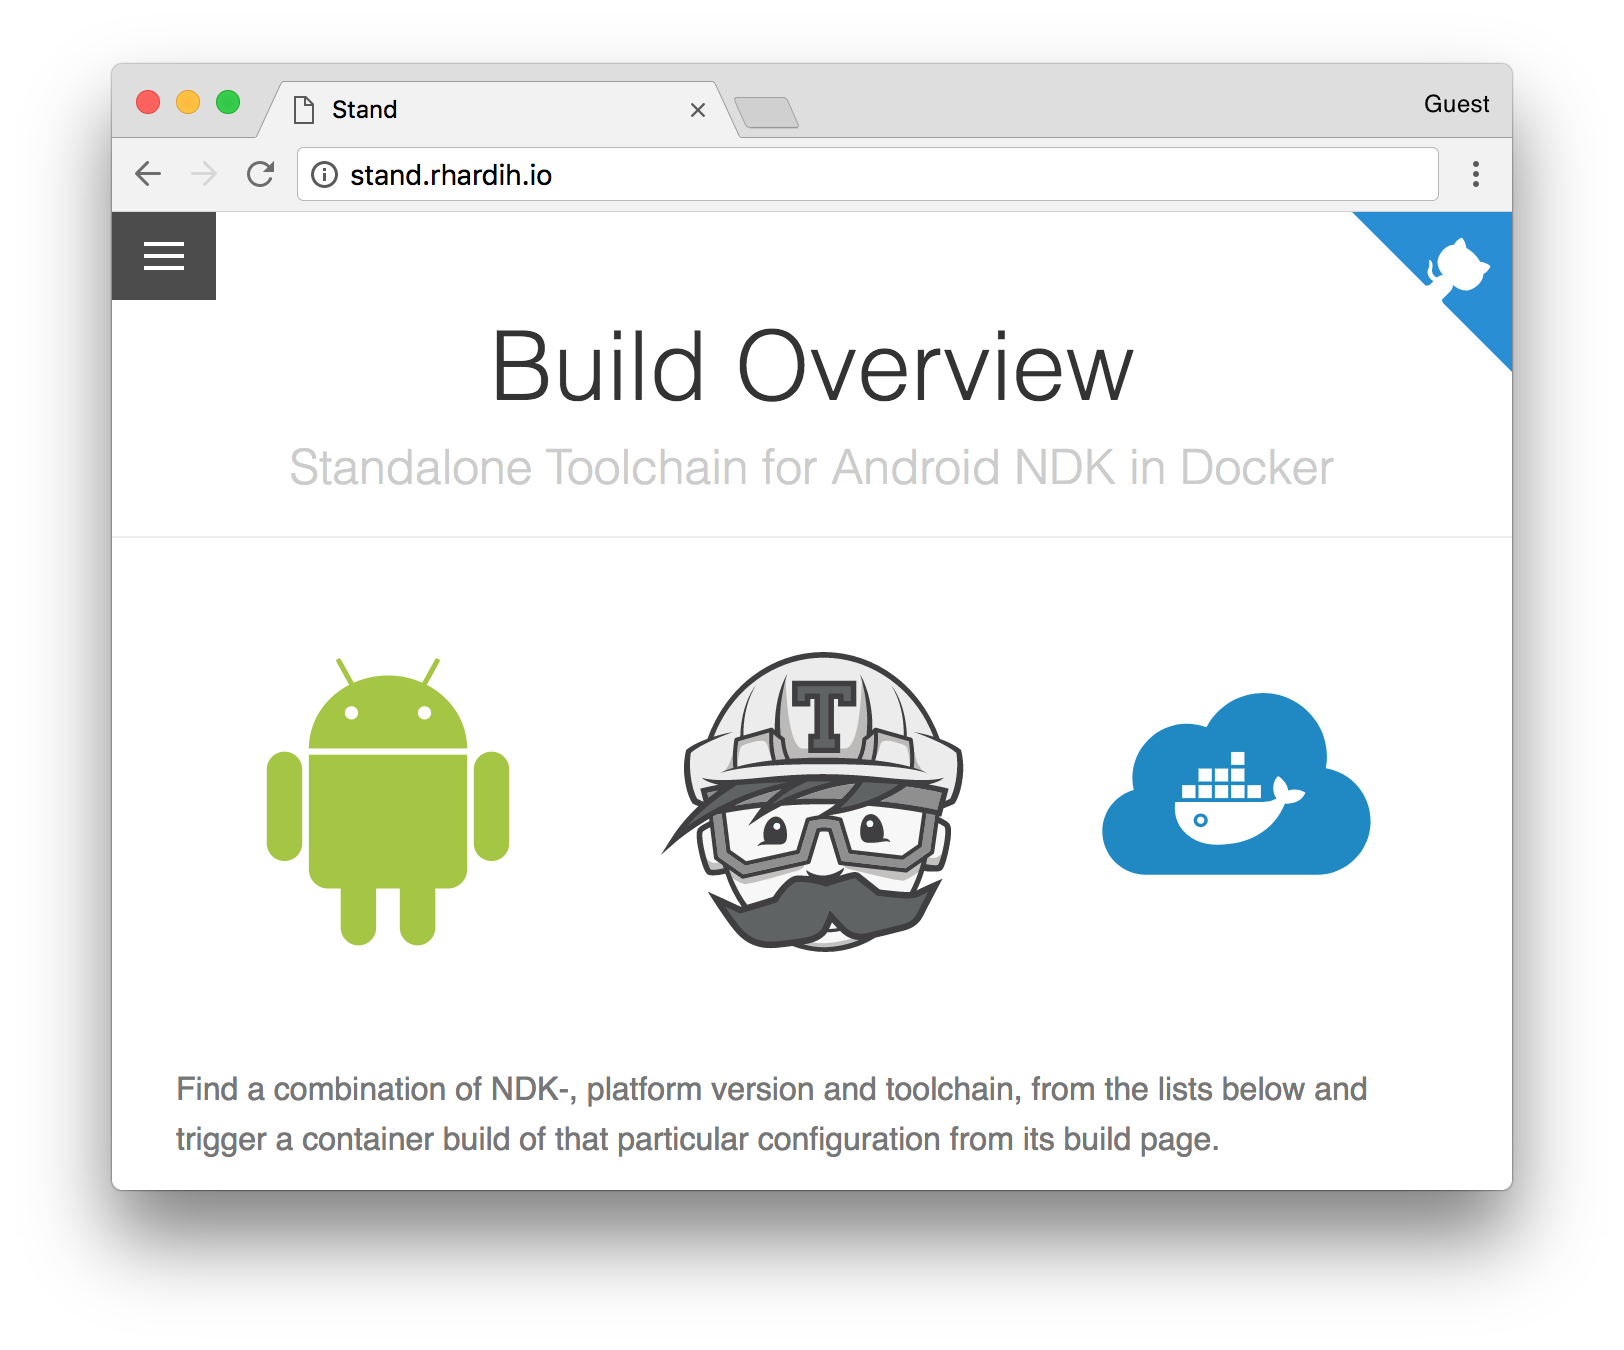 Stand
Guest
stand.rhardih.io
Build Overview
Standalone Toolchain for Android NDK in Docker
T
Find a combination of NDK-, platform version and toolchain, from the lists below and
trigger a container build of that particular configuration from its build page.